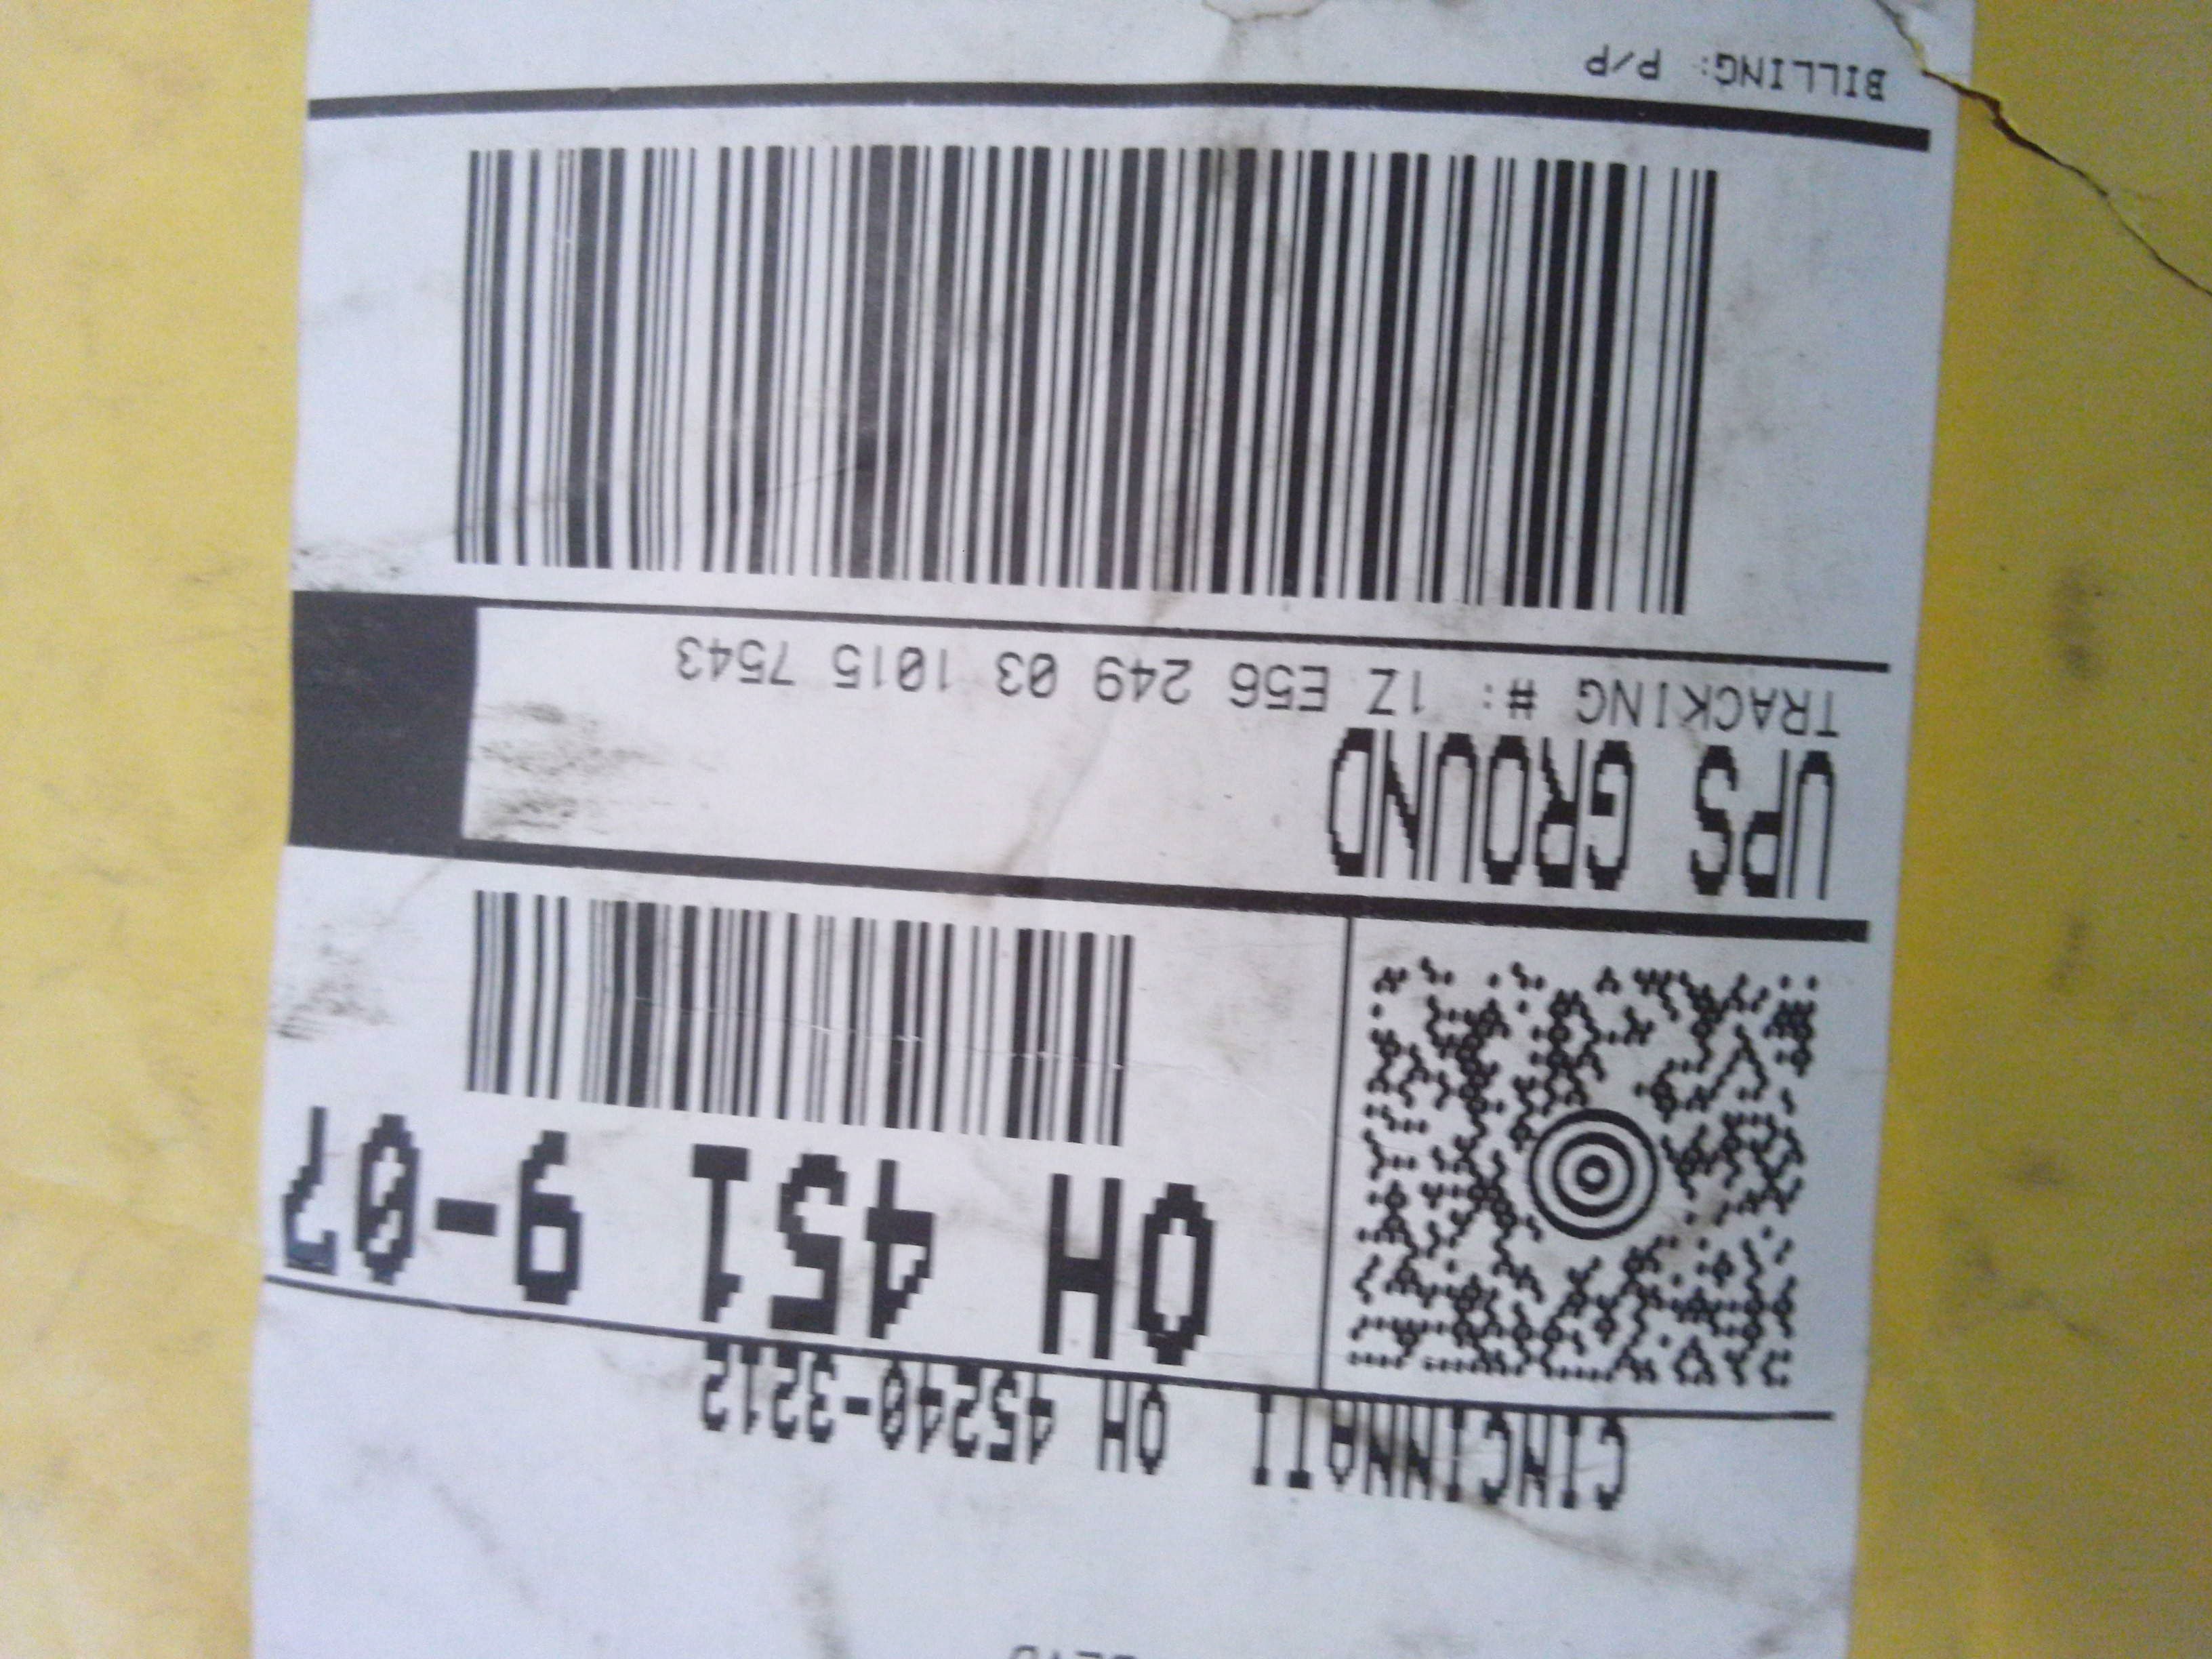 CINCINNATI OH 45240-3212
OH 451 9-07
UPS GROUND
TRACKING #: 1Z E56 249 03 1015 7543
BILLING: P/P